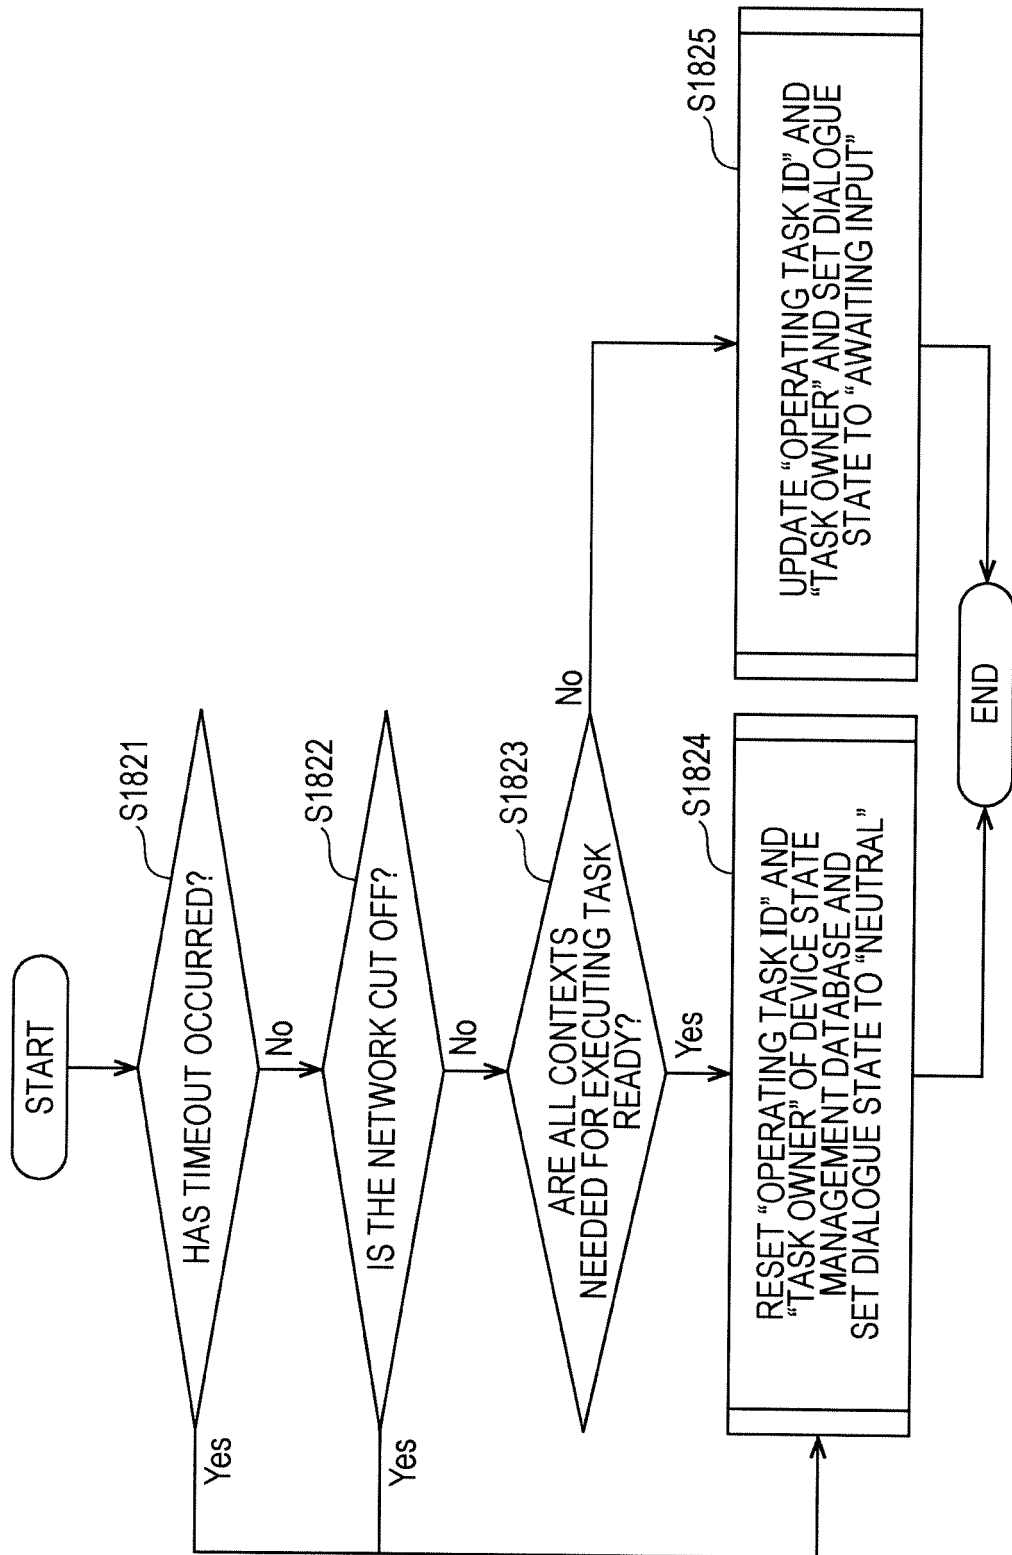 START
HAS TIMEOUT OCCURRED?
S1821
Yes
No
IS THE NETWORK CUT OFF?
S1822
Yes
No
ARE ALL CONTEXTS
NEEDED FOR EXECUTING TASK
READY?
S1823
No
Yes
RESET “OPERATING TASK ID” AND
“TASK OWNER” OF DEVICE STATE
MANAGEMENT DATABASE AND
SET DIALOGUE STATE TO “NEUTRAL”
S1824
UPDATE “OPERATING TASK ID” AND
“TASK OWNER” AND SET DIALOGUE
STATE TO “AWAITING INPUT”
S1825
END